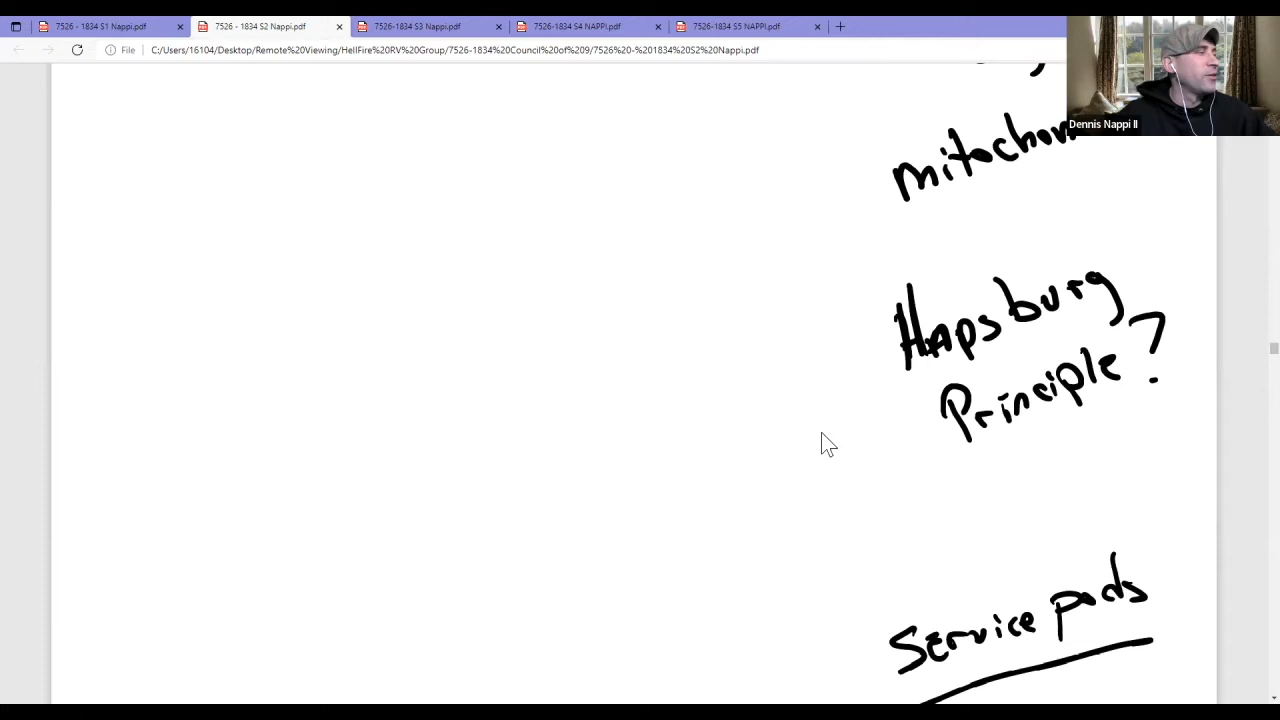 7526 - 1834 S1 Nappi.pdf
7526 - 1834 S2 Nappi.pdf
7526-1834 S3 Nappi.pdf
7526-1834 S4 NAPPI.pdf
7526-1834 S5 NAPPI.pdf
File
C:/Users/16104/Desktop/Remote%20Viewing/HellFire%20RV%20Group/7526-1834%20Council%20of%209/7526%20-%201834%20S2%20Nappi.pdf
Dennis Nappi II
mitochon
Hapsburg
Principle?
Service pods